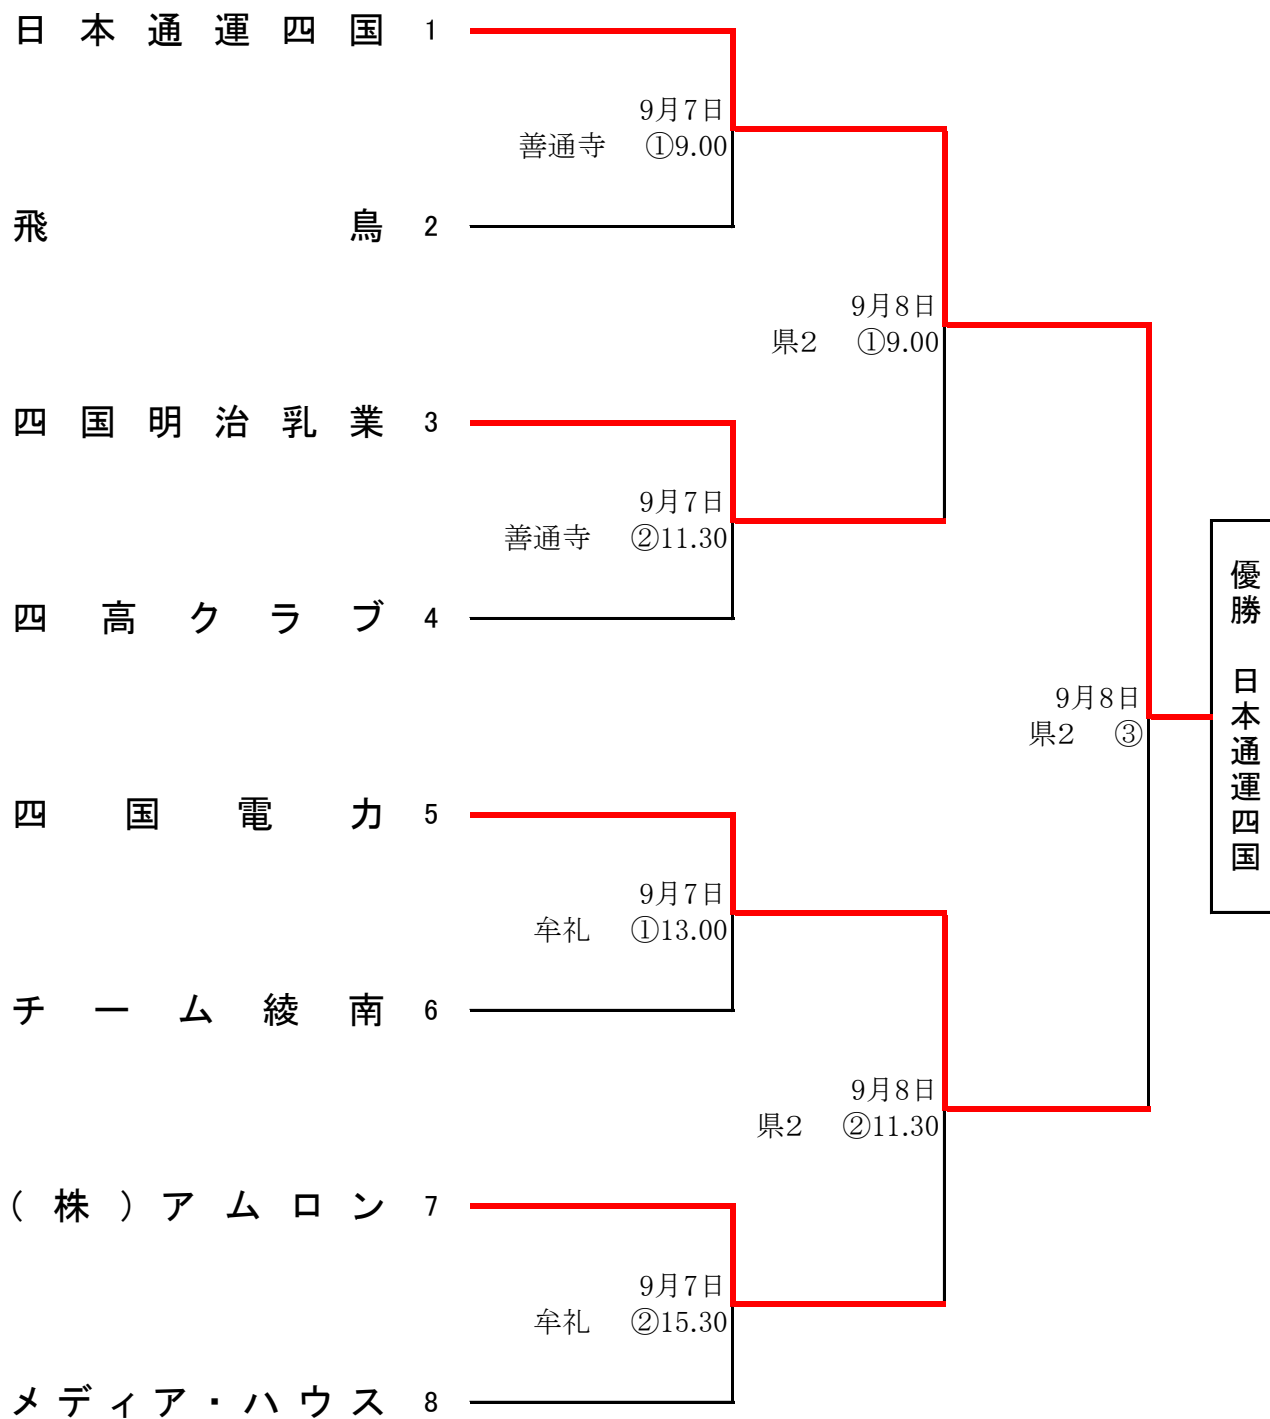 日本通運四国 1
9月7日
善通寺 ①9.00
飛鳥 2
9月8日
県2 ①9.00
四国明治乳業 3
9月7日
善通寺 ②11.30
四高クラブ 4
9月8日
県2 ③
優勝 日本通運四国
四国電力 5
9月7日
牟礼 ①13.00
チーム綾南 6
9月8日
県2 ②11.30
(株)アムロン 7
9月7日
牟礼 ②15.30
メディア・ハウス 8